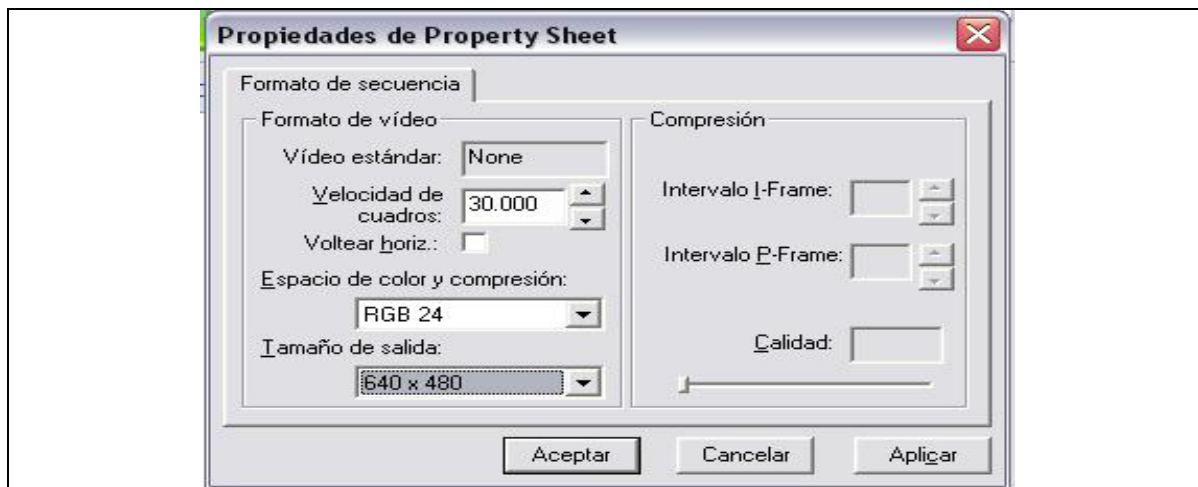 Propiedades de Property Sheet
Formato de secuencia
Formato de vídeo
Vídeo estándar: None
Velocidad de
cuadros: 30.000
Voltear horiz.:
Espacio de color y compresión:
RGB 24
Tamaño de salida:
640 x 480
Compresión
Intervalo I-Frame:
Intervalo P-Frame:
Calidad:
Aceptar
Cancelar
Aplicar